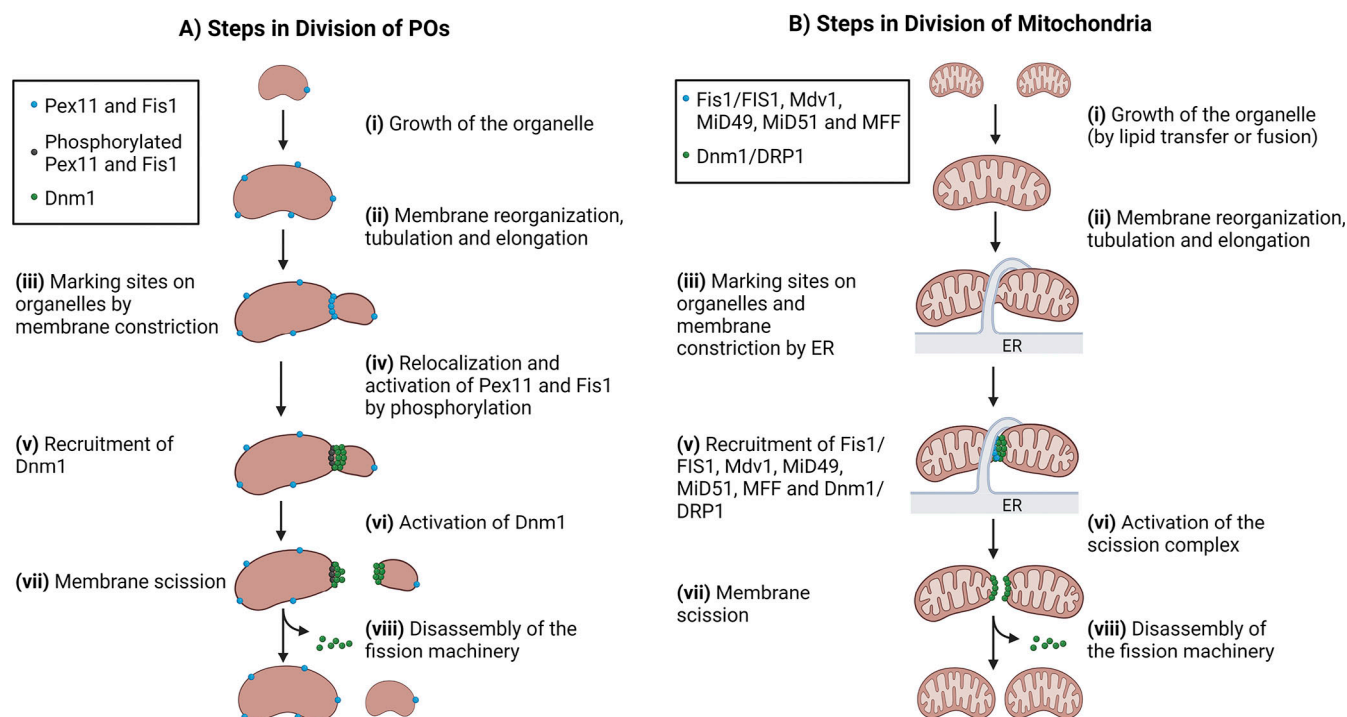 A) Steps in Division of POs
Pex11 and Fis1
Phosphorylated
Pex11 and Fis1
Dnm1
(i) Growth of the organelle
(ii) Membrane reorganization,
tubulation and elongation
(iii) Marking sites on
organelles by
membrane constriction
(iv) Relocalization and
activation of Pex11 and Fis1
by phosphorylation
(v) Recruitment of
Dnm1
(vi) Activation of Dnm1
(vii) Membrane scission
(viii) Disassembly of the
fission machinery
B) Steps in Division of Mitochondria
Fis1/FIS1, Mdv1,
MiD49, MiD51 and MFF
Dnm1/DRP1
(i) Growth of the organelle
(by lipid transfer or fusion)
(ii) Membrane reorganization,
tubulation and elongation
(iii) Marking sites on
organelles and
membrane
constriction by ER
ER
(v) Recruitment of Fis1/
FIS1, Mdv1, MiD49,
MiD51, MFF and Dnm1/
DRP1
ER
(vi) Activation of the
scission complex
(vii) Membrane
scission
(viii) Disassembly of
the fission machinery